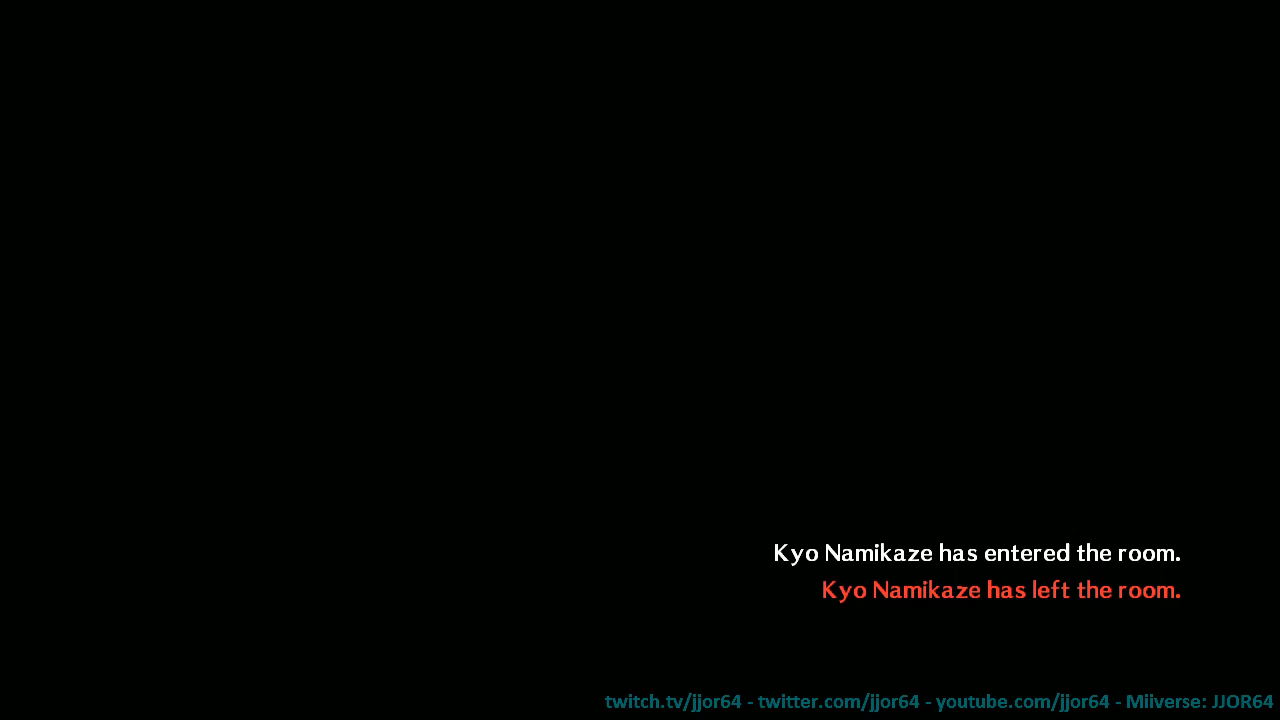 Kyo Namikaze has entered the room.
Kyo Namikaze has left the room.
twitch.tv/jjor64 - twitter.com/jjor64 - youtube.com/jjor64 - Miiverse: JJOR64